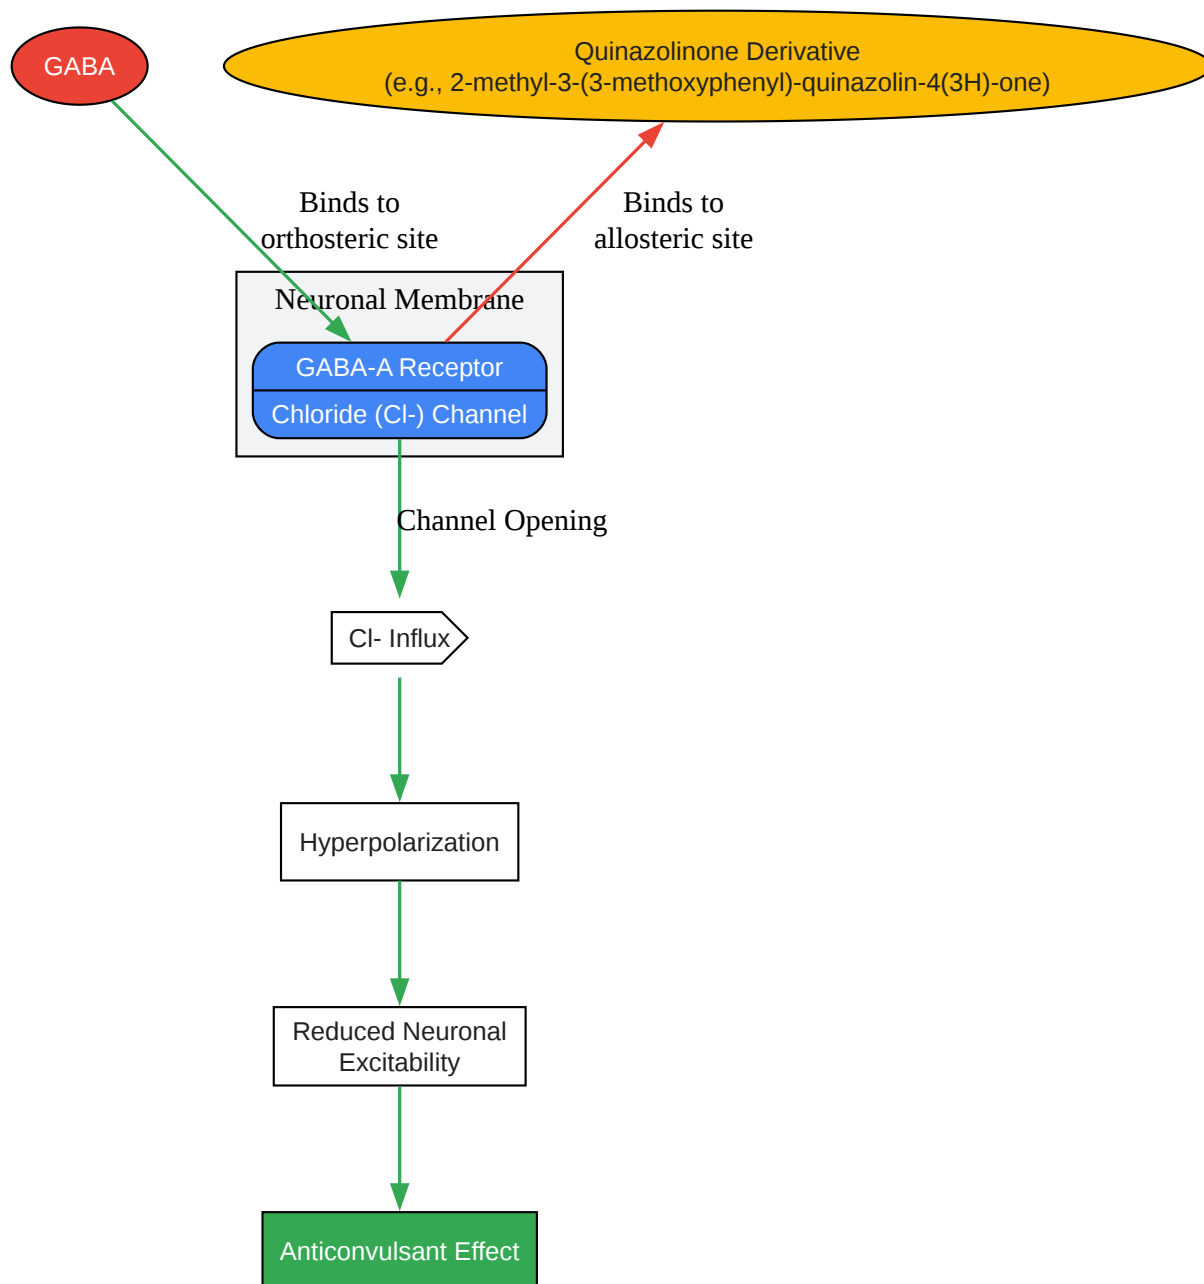 GABA
Quinazolinone Derivative
(e.g., 2-methyl-3-(3-methoxyphenyl)-quinazolin-4(3H)-one)
Binds to
orthosteric site
Binds to
allosteric site
Neuronal Membrane
GABA-A Receptor
Chloride (Cl-) Channel
Channel Opening
Cl- Influx
Hyperpolarization
Reduced Neuronal
Excitability
Anticonvulsant Effect